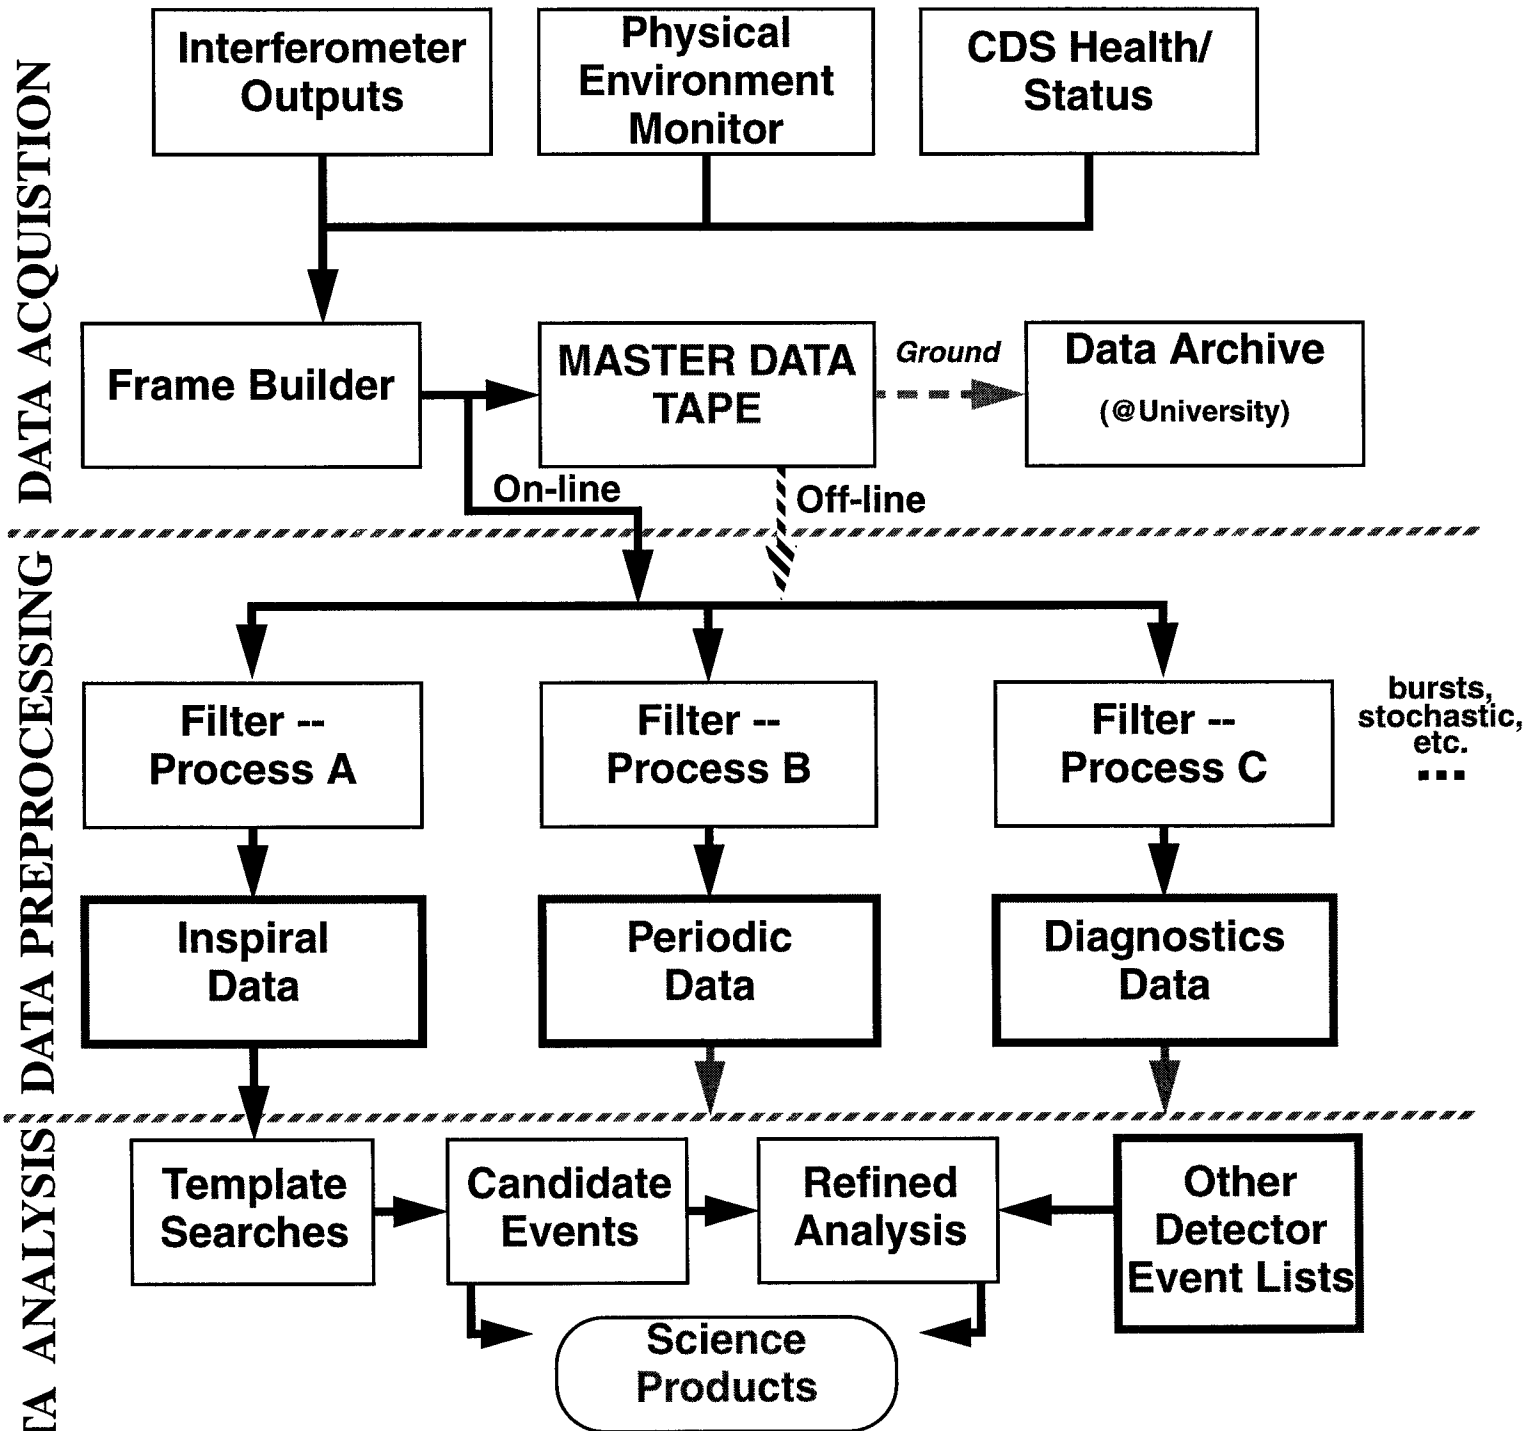 Interferometer
Outputs
Physical
Environment
Monitor
CDS Health/
Status
DATA ACQUISTION
Frame Builder
MASTER DATA
TAPE
Ground
Data Archive
(@University)
On-line
Off-line
DATA PREPROCESSING
Filter --
Process A
Filter --
Process B
Filter --
Process C
bursts,
stochastic,
etc.
...
Inspiral
Data
Periodic
Data
Diagnostics
Data
TA ANALYSIS
Template
Searches
Candidate
Events
Refined
Analysis
Other
Detector
Event Lists
Science
Products